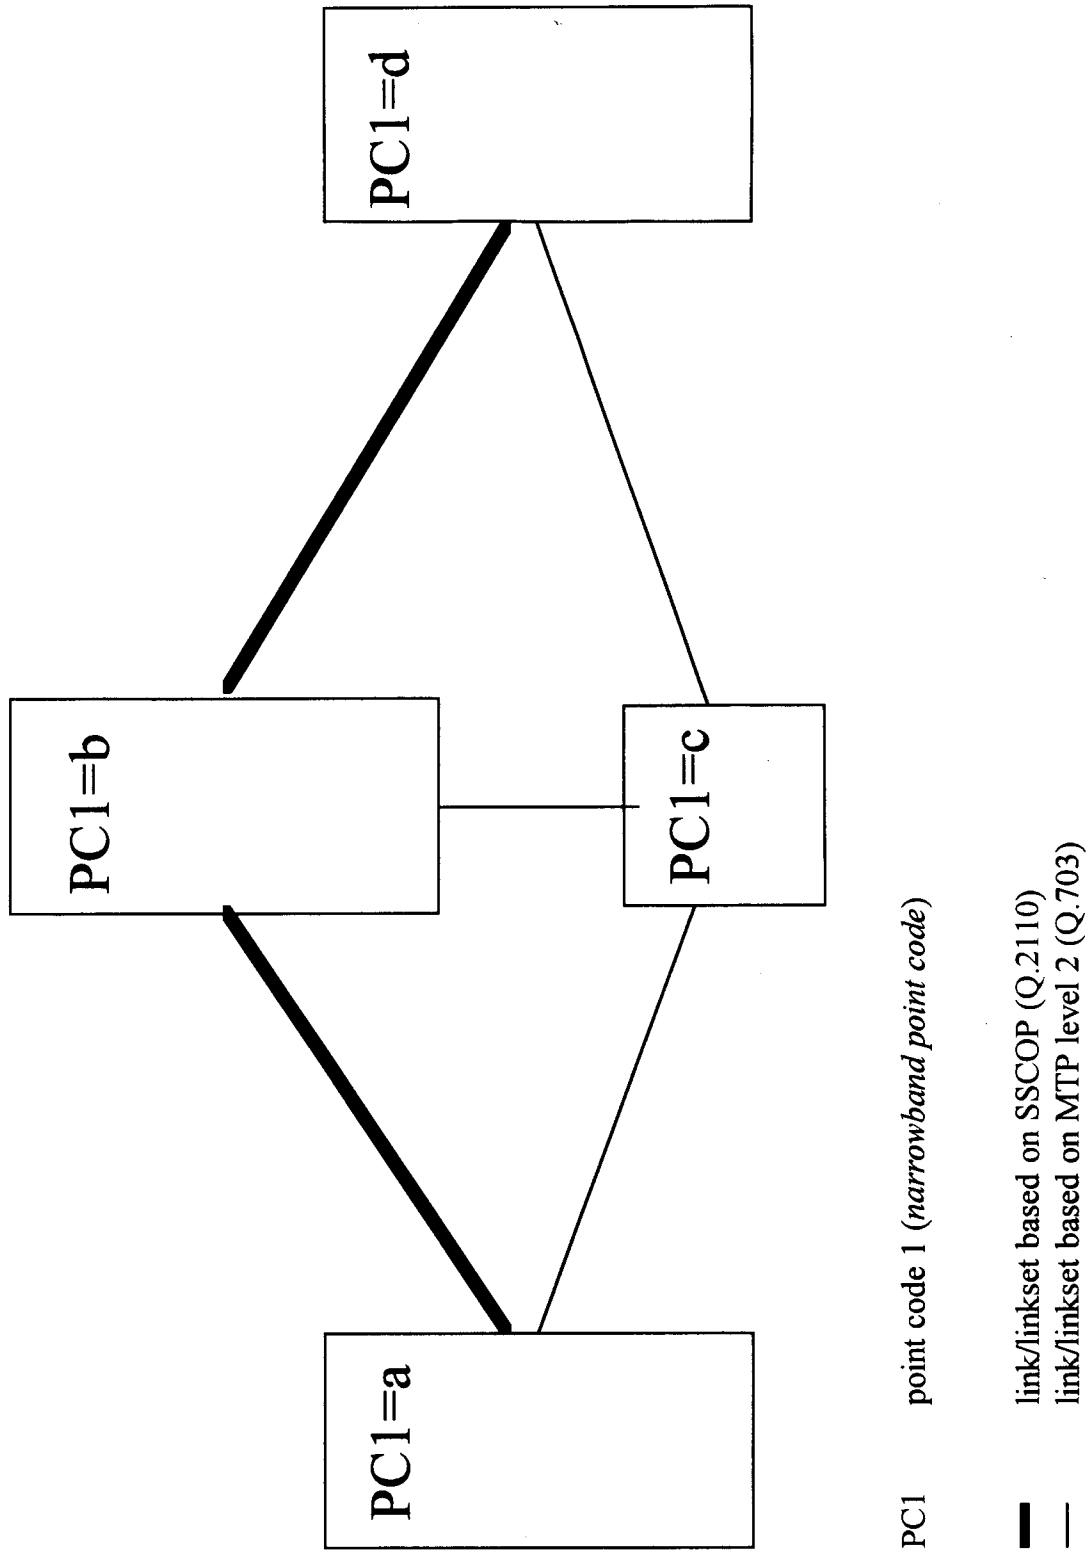 PC1=a
PC1=b
PC1=c
PC1=d
PC1 point code 1 (narrowband point code)
link/linkset based on SSCOP (Q.2110)
link/linkset based on MTP level 2 (Q.703)